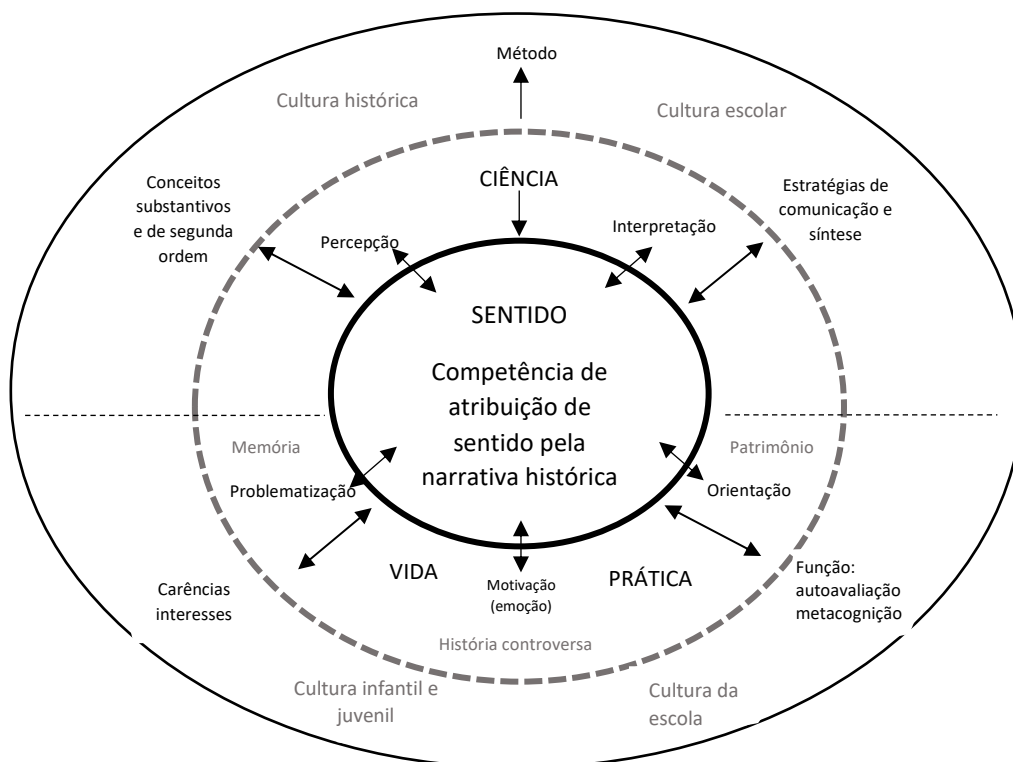 Método
Cultura histórica
Cultura escolar
CIÊNCIA
Conceitos
substantivos
e de segunda
ordem
Estratégias de
comunicação e
síntese
Percepção
Interpretação
SENTIDO
Competência de
atribuição de
sentido pela
narrativa histórica
Memória
Patrimônio
Problematização
Orientação
VIDA
Motivação
(emoção)
PRÁTICA
Carências
interesses
Função:
autoavaliação
metacognição
História controversa
Cultura infantil e
juvenil
Cultura da
escola